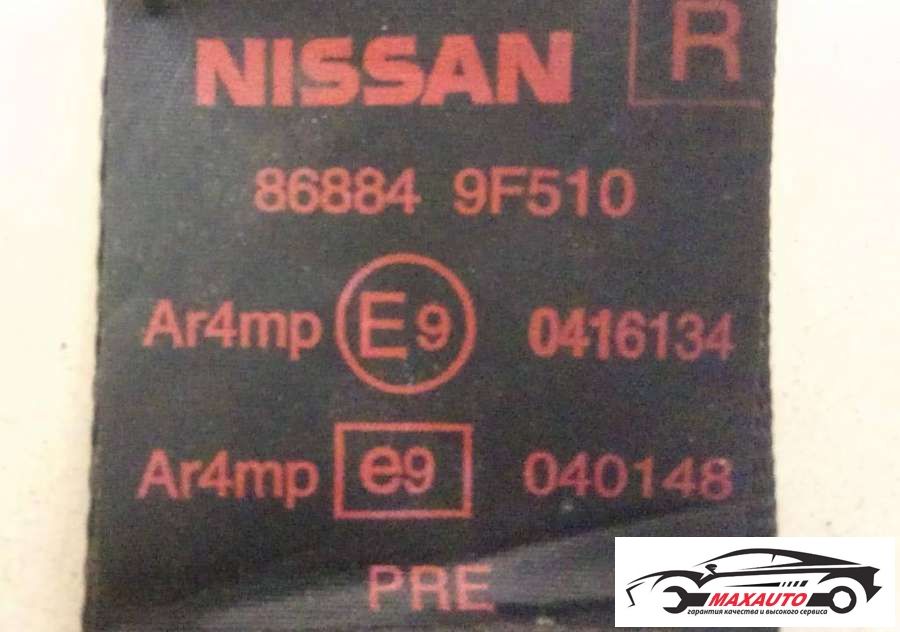 NISSAN R
86884 9F510
Ar4mp E9 0416134
Ar4mp e9 040148
PRE
MAXAUTO
гарантия качества и высокого сервиса